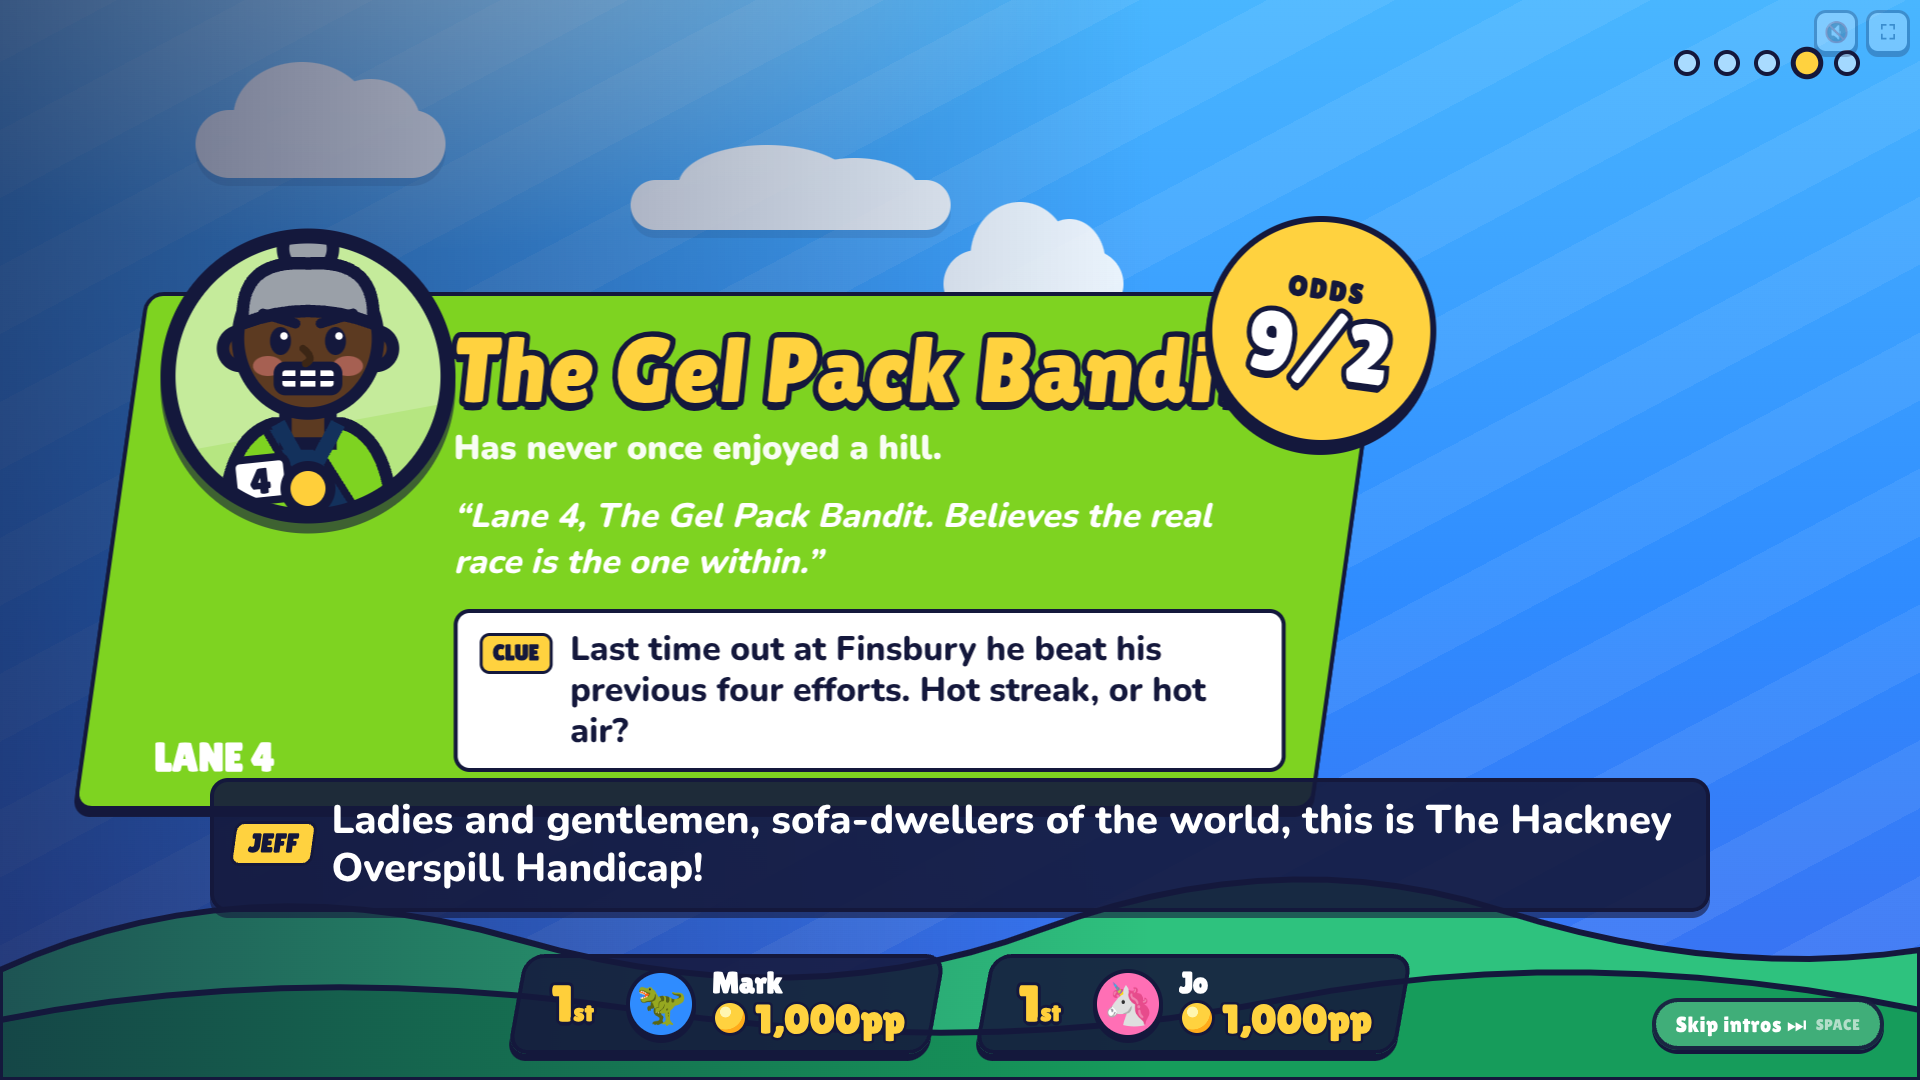 ODDS
9/2
The Gel Pack Bandi
Has never once enjoyed a hill.
“Lane 4, The Gel Pack Bandit. Believes the real
race is the one within.”
4
CLUE
Last time out at Finsbury he beat his
previous four efforts. Hot streak, or hot
air?
LANE 4
JEFF
Ladies and gentlemen, sofa-dwellers of the world, this is The Hackney
Overspill Handicap!
1st
Mark
1,000pp
1st
Jo
1,000pp
Skip intros SPACE